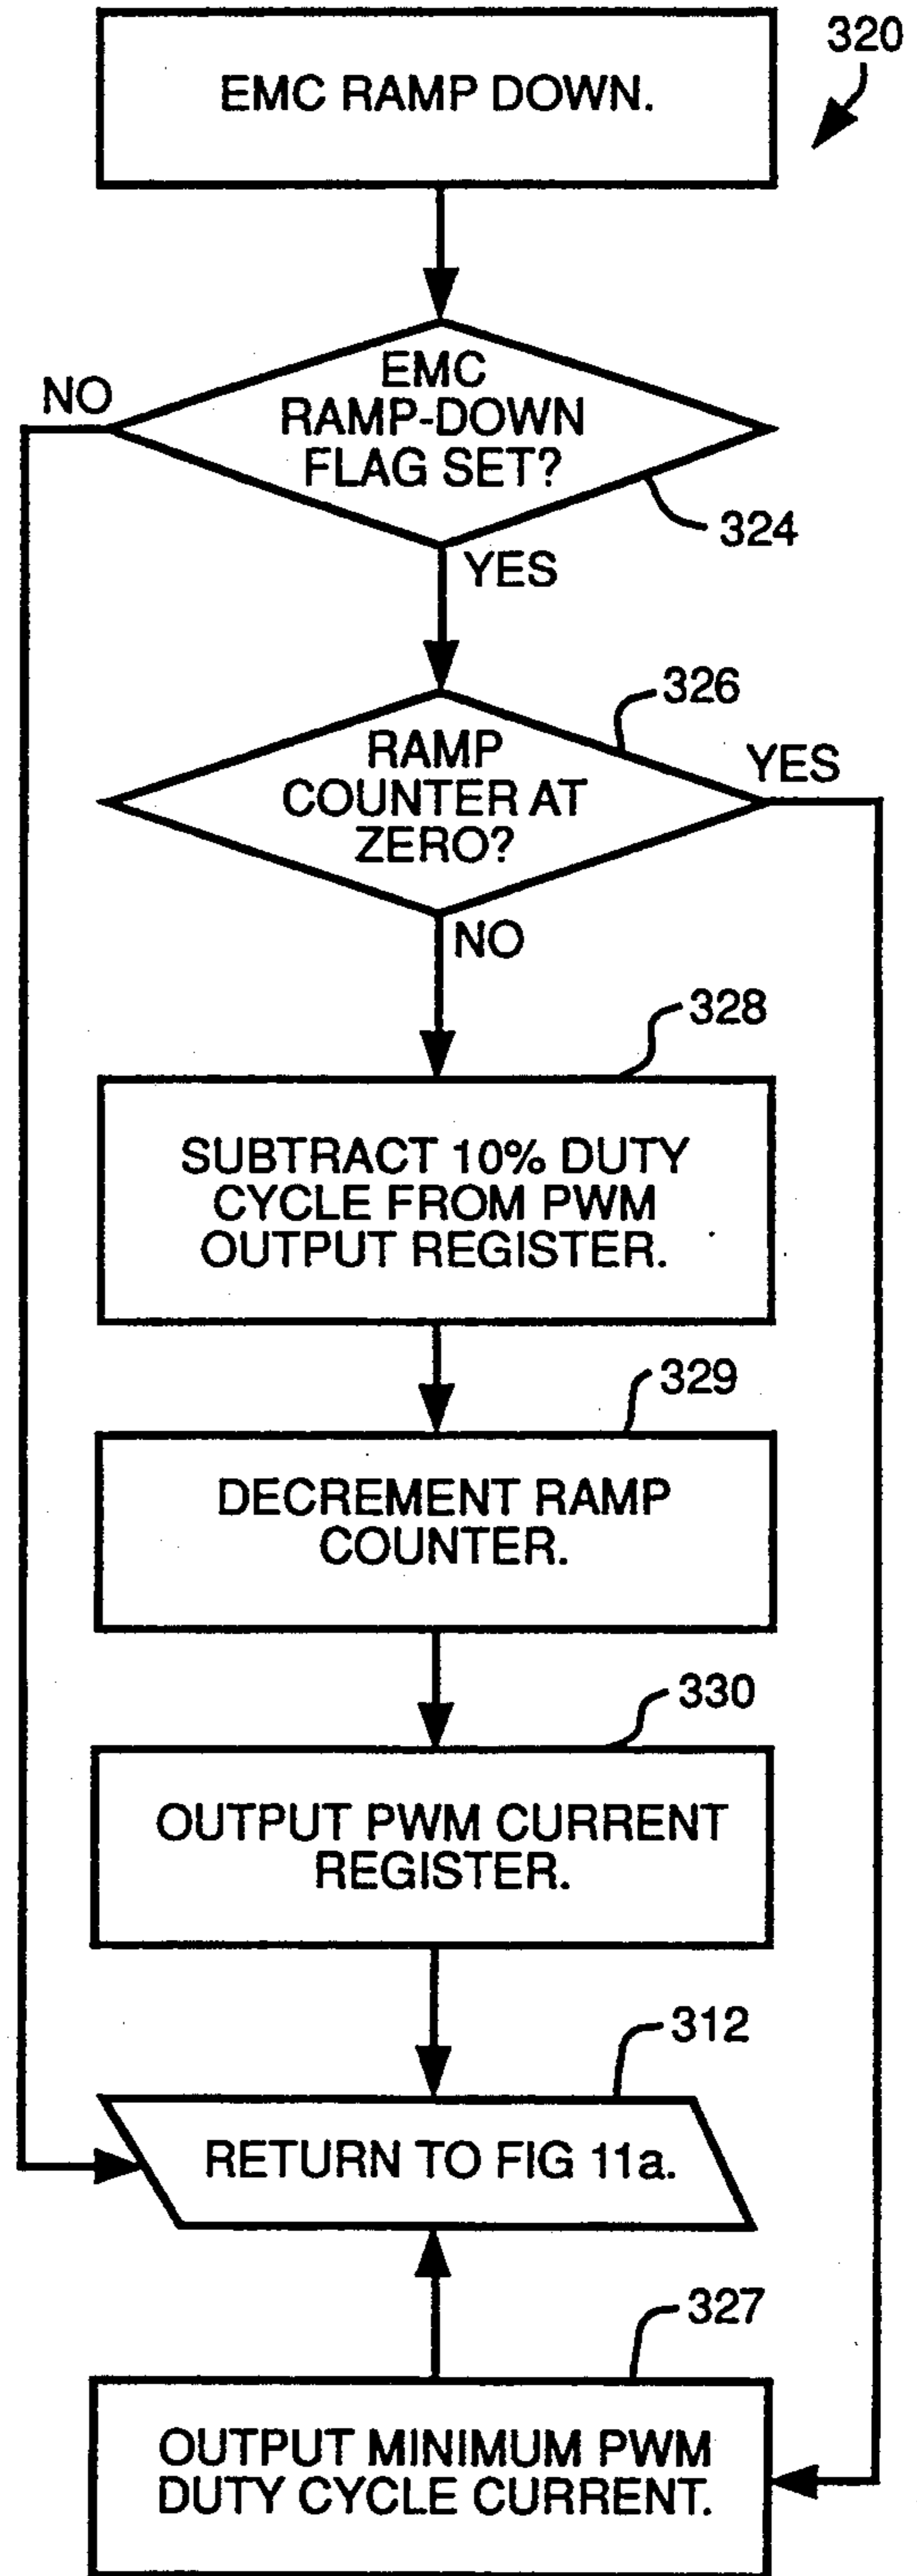 320
EMC RAMP DOWN.
NO
EMC
RAMP-DOWN
FLAG SET?
324
YES
326
RAMP
COUNTER AT
ZERO?
YES
NO
328
SUBTRACT 10% DUTY
CYCLE FROM PWM
OUTPUT REGISTER.
329
DECREMENT RAMP
COUNTER.
330
OUTPUT PWM CURRENT
REGISTER.
312
RETURN TO FIG 11a.
327
OUTPUT MINIMUM PWM
DUTY CYCLE CURRENT.